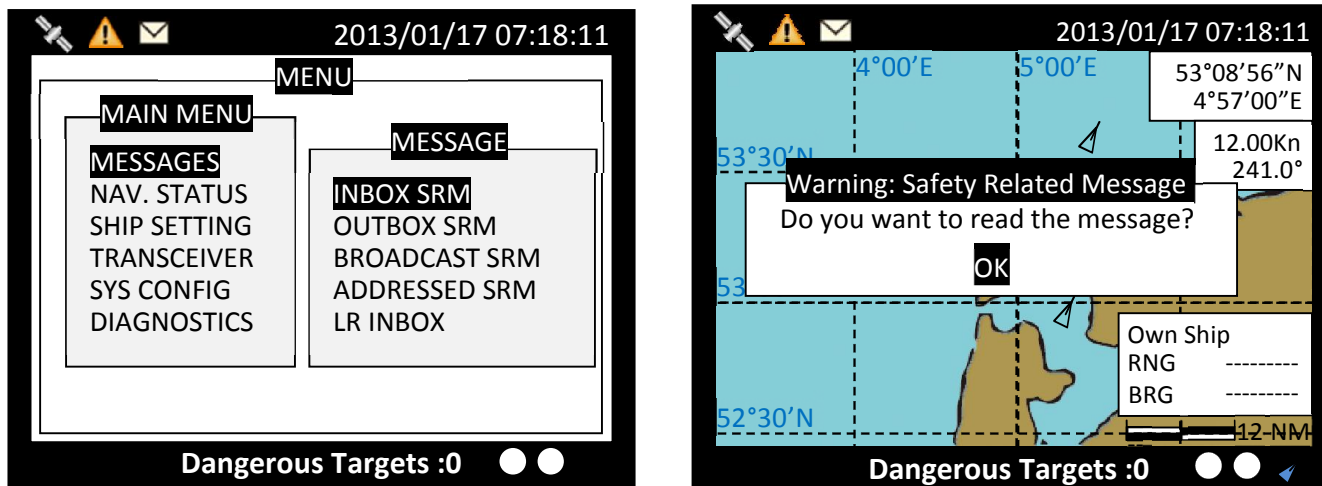 2013/01/17 07:18:11
MENU
MAIN MENU
MESSAGES
NAV. STATUS
SHIP SETTING
TRANSCEIVER
SYS CONFIG
DIAGNOSTICS
MESSAGE
INBOX SRM
OUTBOX SRM
BROADCAST SRM
ADDRESSED SRM
LR INBOX
Dangerous Targets :0
2013/01/17 07:18:11
4°00’E
5°00’E
53°08’56”N
4°57’00”E
12.00Kn
241.0°
53°30’N
Warning: Safety Related Message
Do you want to read the message?
OK
53
Own Ship
RNG ---------
BRG ---------
52°30’N
12 NM
Dangerous Targets :0